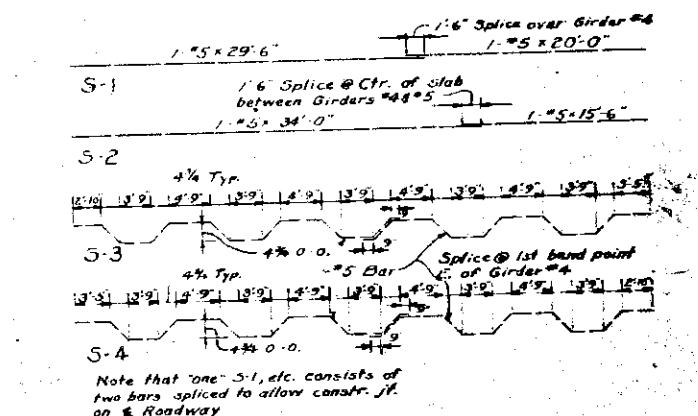 1'-6" Splice over Girder #4
1-#5 x 29'-6"
1-#5 x 20'-0"
S-1
1'6" Splice @ Ctr. of Slab
between Girders #4 & #5
1-#5 x 34'-0"
1-#5 x 15'-6"
S-2
4¼ Typ.
2'-10" 3'9" 4'9" 3'9" 4'9" 3'9" 4'9" 3'9" 4'9" 3'9" 3'-5"
9"
S-3
4¾ O-O.
9
#5 Bar
Splice @ 1st bend point
of Girder #4
4¼ Typ.
3'-5" 3'9" 4'9" 3'9" 4'9" 3'9" 4'9" 3'9" 4'9" 3'9" 2'-10"
9"
S-4
4¾ O-O.
9
Note that "one" S-1, etc. consists of
two bars spliced to allow constr. jt.
on ℄ Roadway